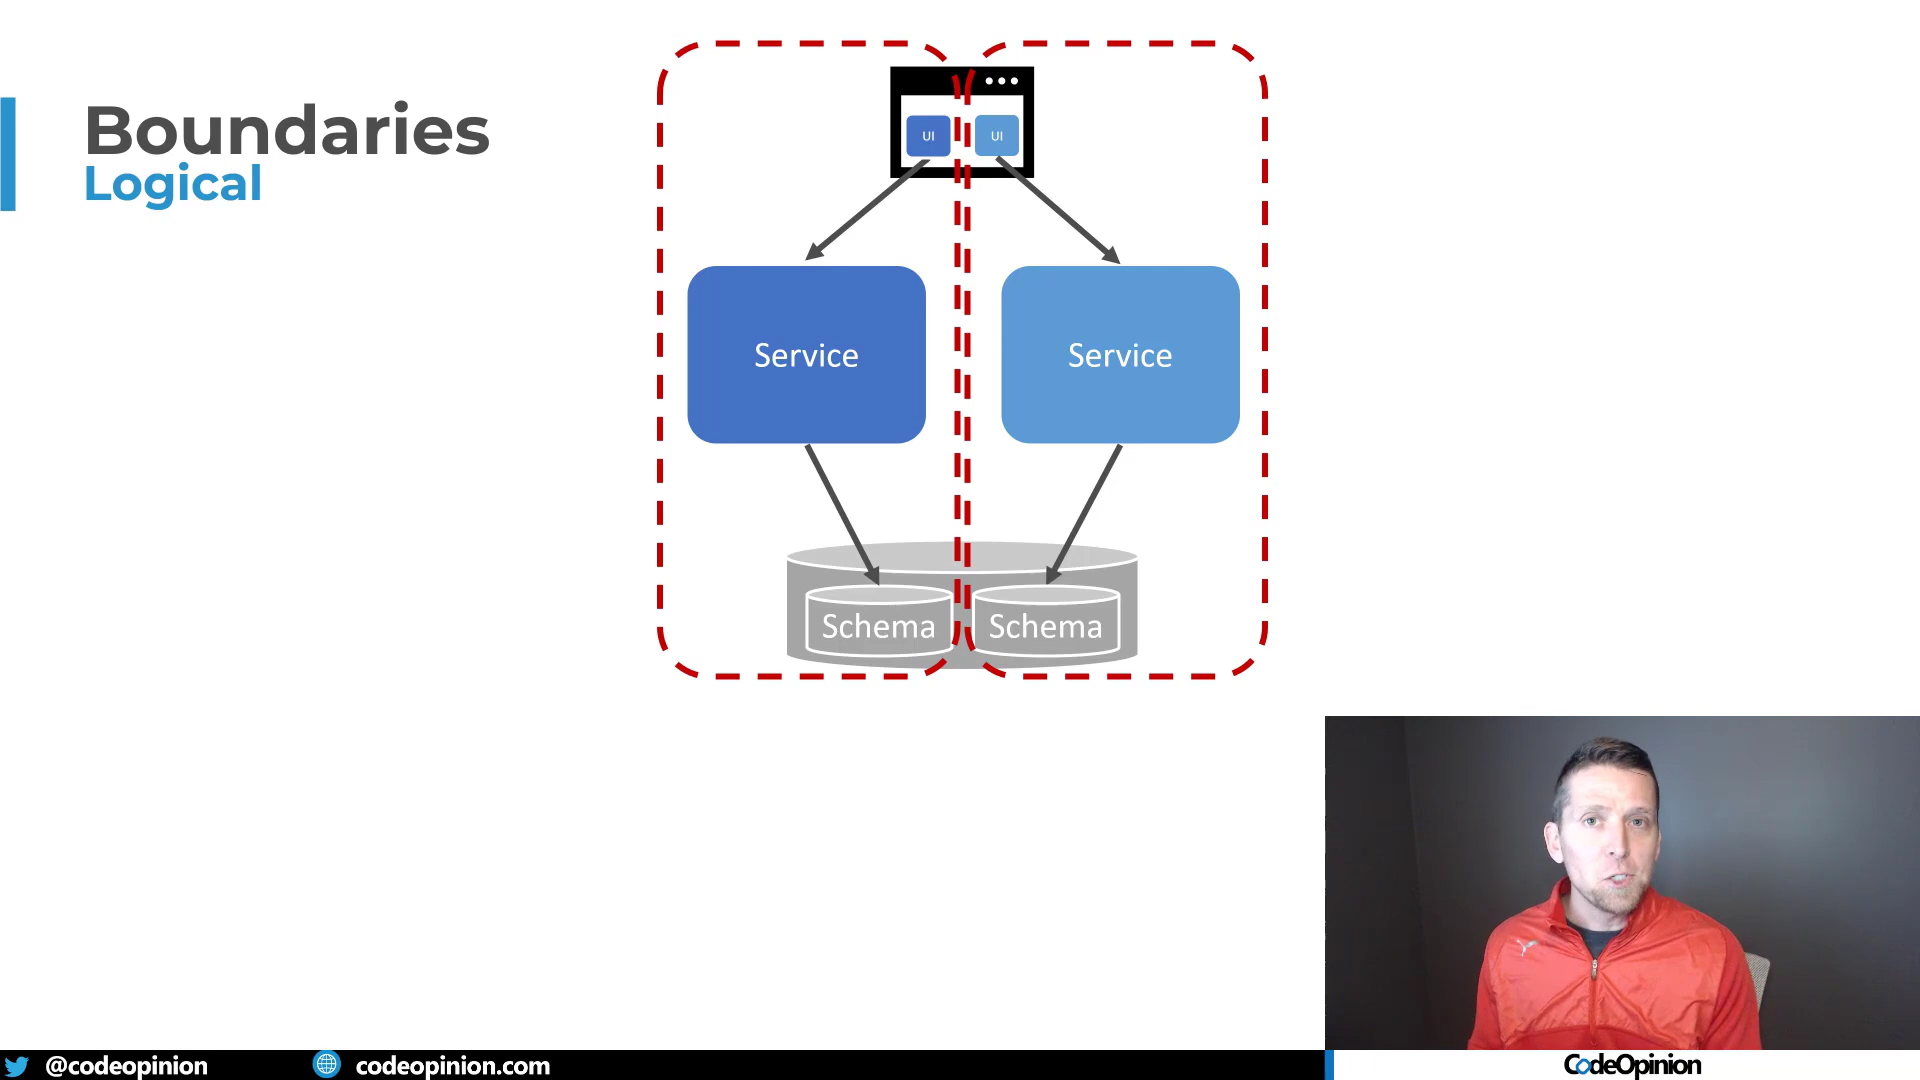 Boundaries
Logical
UI UI
Service Service
Schema Schema
@codeopinion codeopinion.com CodeOpinion